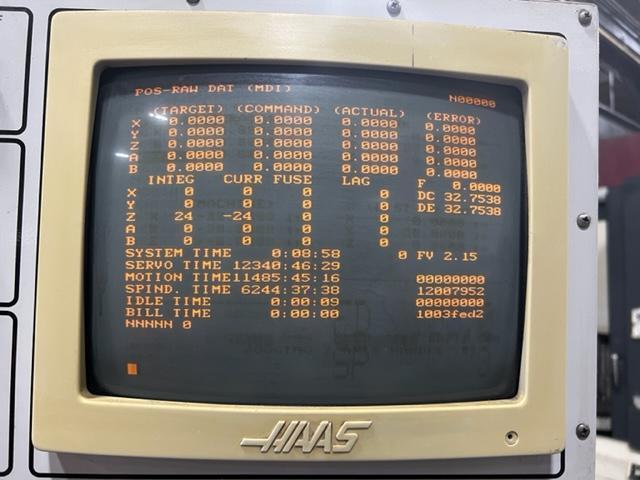 POS-RAW DAT (MDI) N00000
(TARGET) (COMMAND) (ACTUAL) (ERROR)
X 0.0000 0.0000 0.0000 0.0000
Y 0.0000 0.0000 0.0000 0.0000
Z 0.0000 0.0000 0.0000 0.0000
A 0.0000 0.0000 0.0000 0.0000
B 0.0000 0.0000 0.0000 0.0000
INTEG CURR FUSE LAG F 0.0000
X 0 0 0 0 DC 32.7538
Y 0 0 0 0 DE 32.7538
Z 24 -24 0 0
A 0 0 0 0
B 0 0 0 0
SYSTEM TIME 0:08:58 0 FV 2.15
SERVO TIME 12340:46:29
MOTION TIME11485:45:16 00000000
SPIND. TIME 6244:37:38 12007952
IDLE TIME 0:00:09 00000000
BILL TIME 0:00:00 1003fed2
NNNNN 0
HAAS